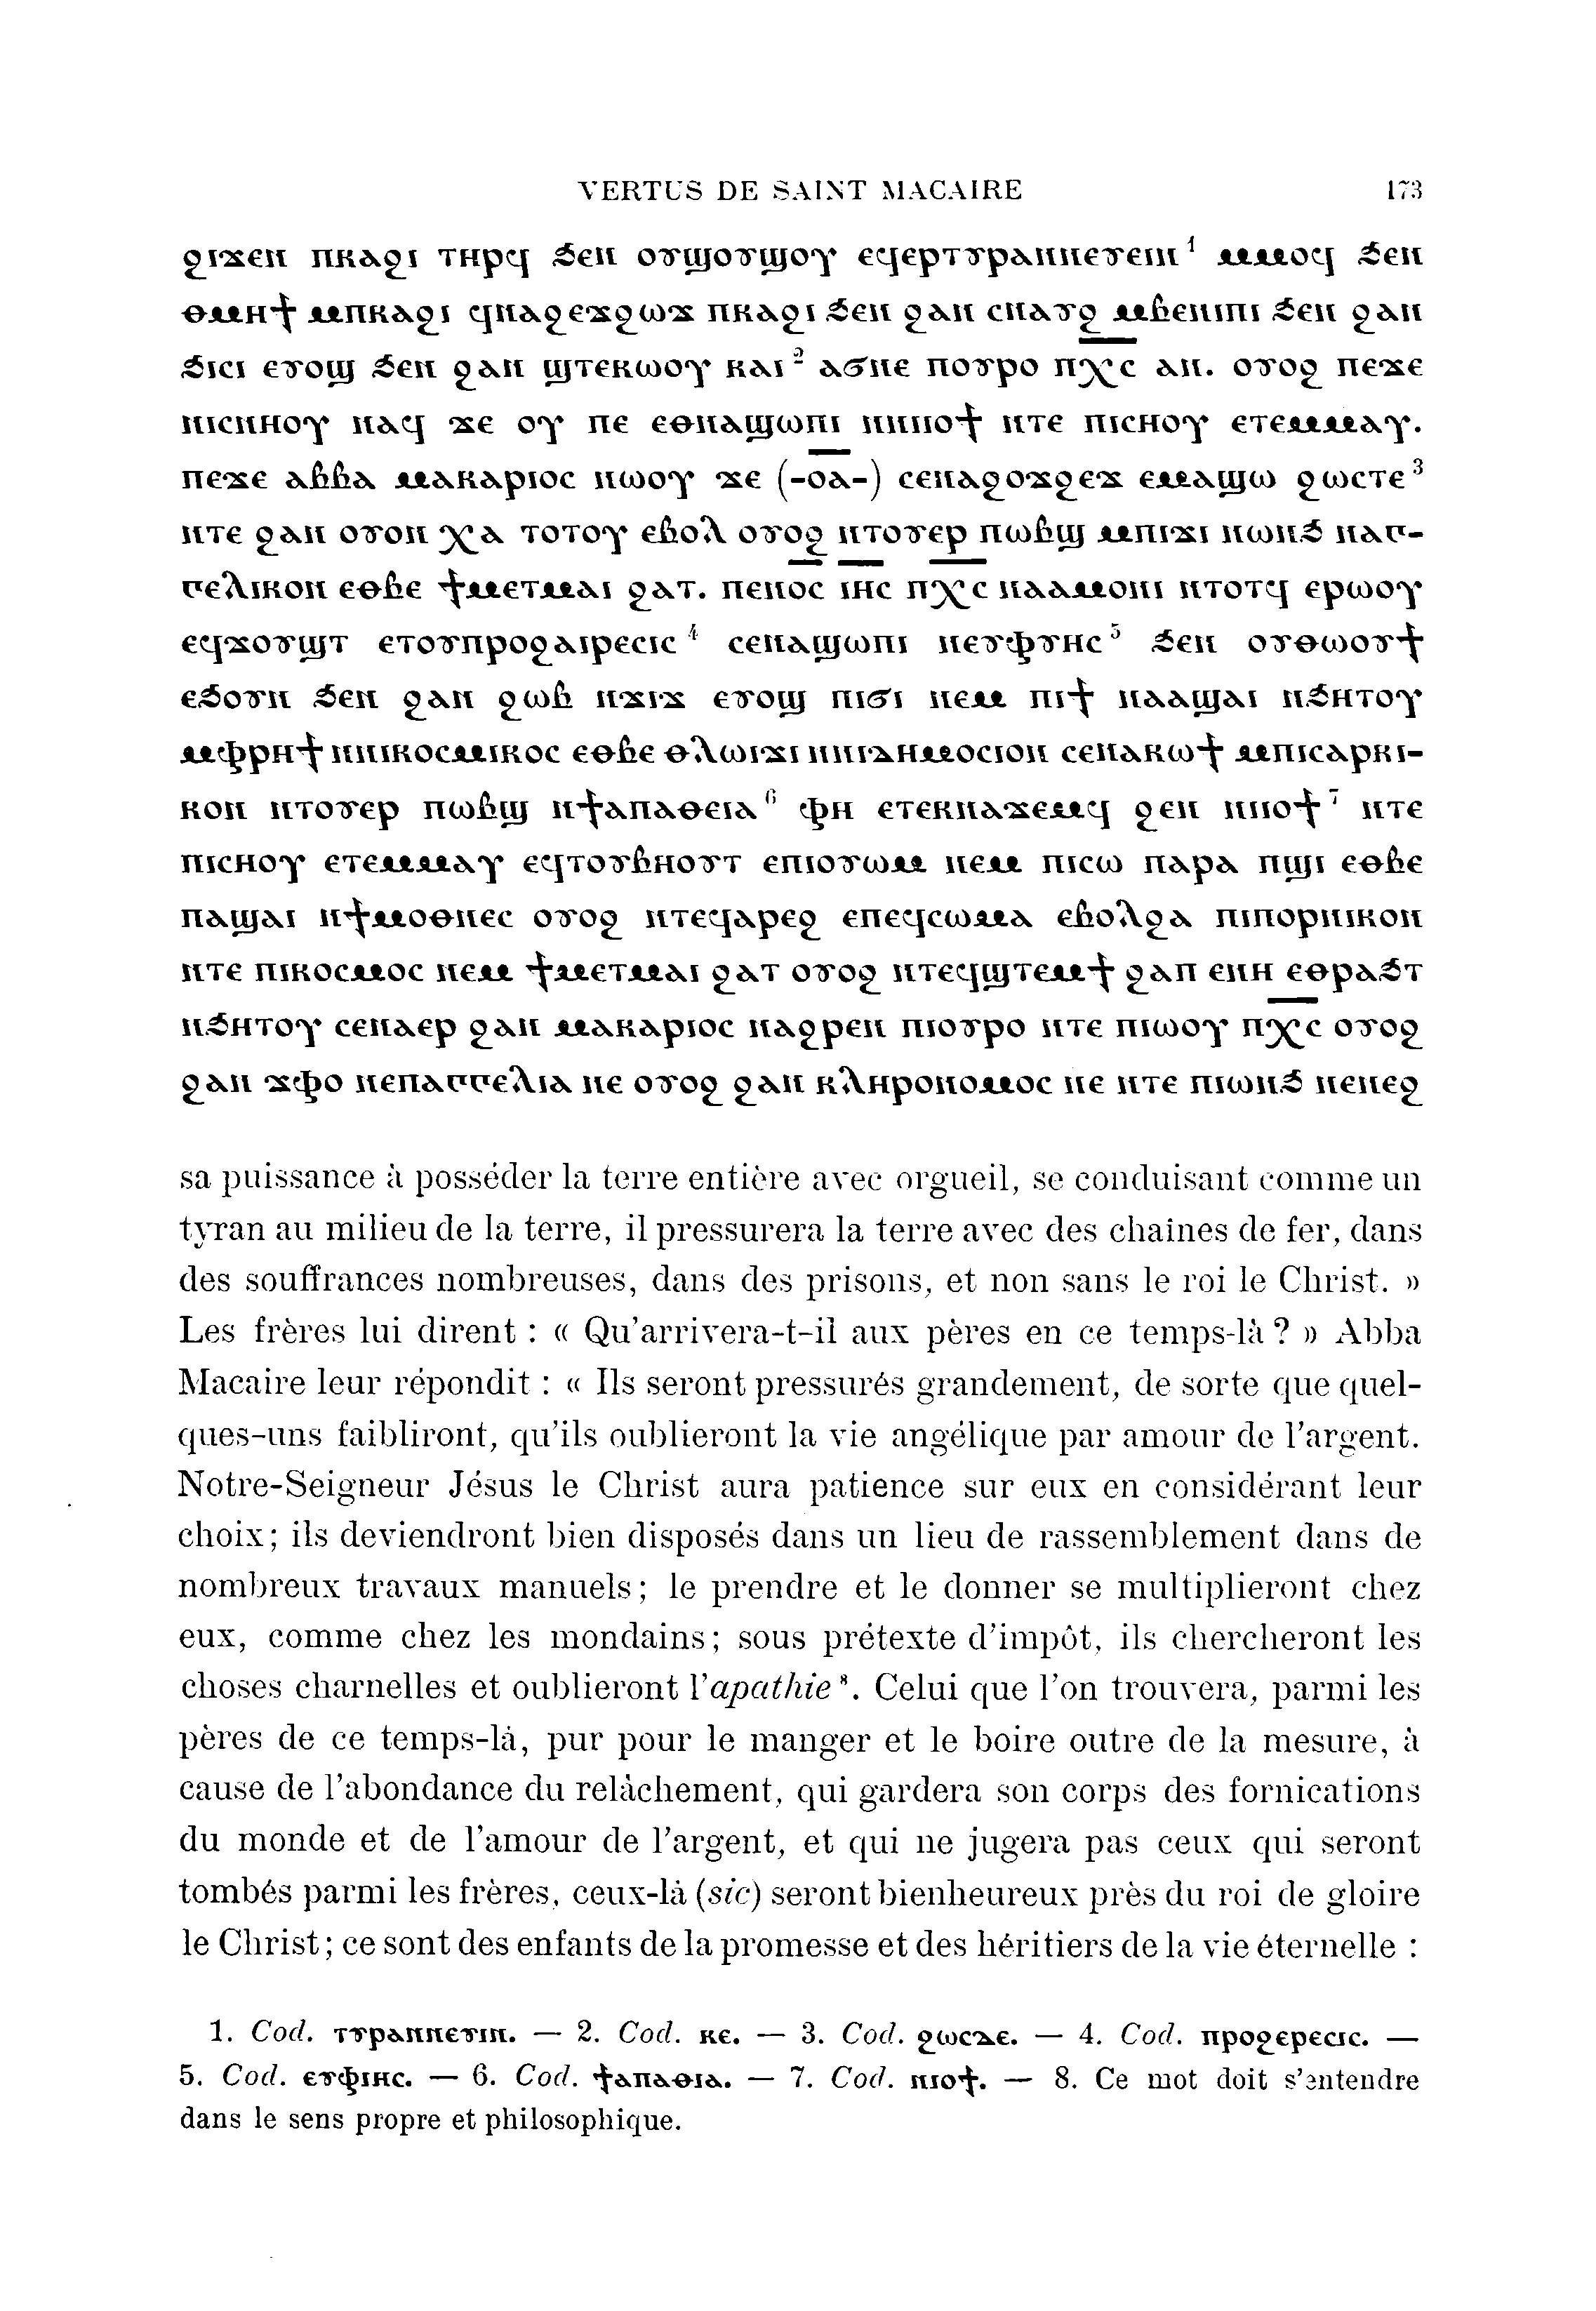 VERTUS DE SAINT MACAIRE 173
ϩⲓϫⲉⲛ ⲡⲕⲁϩⲓ ⲧⲏⲣϥ ϧⲉⲛ ⲟⲩϣⲟⲩϣⲟⲩ ⲉϥⲉⲣⲧⲩⲣⲁⲛⲛⲉⲩⲉⲓⲛ¹ ⲙⲙⲟϥ ϧⲉⲛ
ⲑⲙⲏϯ ⲙⲡⲕⲁϩⲓ ϥⲛⲁϩⲉϫϩⲱϫ ⲡⲕⲁϩⲓ ϧⲉⲛ ϩⲁⲛ ⲥⲛⲁⲩϩ ⲙⲃⲉⲛⲓⲡⲓ ϧⲉⲛ ϩⲁⲛ
ϧⲓⲥⲓ ⲉⲩⲟϣ ϧⲉⲛ ϩⲁⲛ ϣⲧⲉⲕⲱⲟⲩ ⲕⲁⲓ² ⲁϭⲛⲉ ⲡⲟⲩⲣⲟ ⲡ̅ⲭ̅ⲥ̅ ⲁⲛ. ⲟⲩⲟϩ ⲡⲉϫⲉ
ⲛⲓⲥⲛⲏⲟⲩ ⲛⲁϥ ϫⲉ ⲟⲩ ⲡⲉ ⲉⲑⲛⲁϣⲱⲡⲓ ⲛⲛⲓⲟϯ ⲛⲧⲉ ⲡⲓⲥⲏⲟⲩ ⲉⲧⲉⲙⲙⲁⲩ.
ⲡⲉϫⲉ ⲁⲃⲃⲁ ⲙⲁⲕⲁⲣⲓⲟⲥ ⲛⲱⲟⲩ ϫⲉ (-ⲟ̅ⲁ̅-) ⲥⲉⲛⲁϩⲟϫϩⲉϫ ⲉⲙⲁϣⲱ ϩⲱⲥⲧⲉ³
ⲛⲧⲉ ϩⲁⲛ ⲟⲩⲟⲛ ⲭⲁ ⲧⲟⲧⲟⲩ ⲉⲃⲟⲗ ⲟⲩⲟϩ ⲛⲧⲟⲩⲉⲣ ⲡⲱⲃϣ ⲙⲡⲓϫⲓ ⲛⲱⲛϧ ⲛⲁⲅ-
ⲅⲉⲗⲓⲕⲟⲛ ⲉⲑⲃⲉ ϯⲙⲉⲧⲙⲁⲓ ϩⲁⲧ. ⲡⲉⲛⲟ̅ⲥ̅ ⲓ̅ⲏ̅ⲥ̅ ⲡ̅ⲭ̅ⲥ̅ ⲛⲁⲁⲙⲟⲛⲓ ⲛⲧⲟⲧϥ ⲉⲣⲱⲟⲩ
ⲉϥϫⲟⲩϣⲧ ⲉⲧⲟⲩⲡⲣⲟϩⲁⲓⲣⲉⲥⲓⲥ⁴ ⲥⲉⲛⲁϣⲱⲡⲓ ⲛⲉⲩⲫⲩⲏⲥ⁵ ϧⲉⲛ ⲟⲩⲑⲱⲟⲩϯ
ⲉϧⲟⲩⲛ ϧⲉⲛ ϩⲁⲛ ϩⲱⲃ ⲛϫⲓϫ ⲉⲩⲟϣ ⲡⲓϭⲓ ⲛⲉⲙ ⲡⲓϯ ⲛⲁⲁϣⲁⲓ ⲛϧⲏⲧⲟⲩ
ⲙⲫⲣⲏϯ ⲛⲛⲓⲕⲟⲥⲙⲓⲕⲟⲥ ⲉⲑⲃⲉ ⲑⲗⲱⲓϫⲓ ⲛⲛⲓⲇⲏⲙⲟⲥⲓⲟⲛ ⲥⲉⲛⲁⲕⲱϯ ⲙⲡⲓⲥⲁⲣⲕⲓ-
ⲕⲟⲛ ⲛⲧⲟⲩⲉⲣ ⲡⲱⲃϣ ⲛϯⲁⲡⲁⲑⲉⲓⲁ⁶ ⲫⲏ ⲉⲧⲉⲕⲛⲁϫⲉⲙϥ ϩⲉⲛ ⲛⲓⲟϯ⁷ ⲛⲧⲉ
ⲡⲓⲥⲏⲟⲩ ⲉⲧⲉⲙⲙⲁⲩ ⲉϥⲧⲟⲩⲃⲏⲟⲩⲧ ⲉⲡⲓⲟⲩⲱⲙ ⲛⲉⲙ ⲡⲓⲥⲱ ⲡⲁⲣⲁ ⲡϣⲓ ⲉⲑⲃⲉ
ⲡⲁϣⲁⲓ ⲛϯⲙⲟⲑⲛⲉⲥ ⲟⲩⲟϩ ⲛⲧⲉϥⲁⲣⲉϩ ⲉⲡⲉϥⲥⲱⲙⲁ ⲉⲃⲟⲗϩⲁ ⲡⲓⲡⲟⲣⲛⲓⲕⲟⲛ
ⲛⲧⲉ ⲡⲓⲕⲟⲥⲙⲟⲥ ⲛⲉⲙ ϯⲙⲉⲧⲙⲁⲓ ϩⲁⲧ ⲟⲩⲟϩ ⲛⲧⲉϥϣⲧⲉⲙϯ ϩⲁⲡ ⲉⲛⲏ ⲉⲑⲣⲁϧⲧ
ⲛϧⲏⲧⲟⲩ ⲥⲉⲛⲁⲉⲣ ϩⲁⲛ ⲙⲁⲕⲁⲣⲓⲟⲥ ⲛⲁϩⲣⲉⲛ ⲡⲓⲟⲩⲣⲟ ⲛⲧⲉ ⲡⲓⲱⲟⲩ ⲡ̅ⲭ̅ⲥ̅ ⲟⲩⲟϩ
ϩⲁⲛ ϫⲫⲟ ⲛⲉⲡⲁⲅⲅⲉⲗⲓⲁ ⲛⲉ ⲟⲩⲟϩ ϩⲁⲛ ⲕⲗⲏⲣⲟⲛⲟⲙⲟⲥ ⲛⲉ ⲛⲧⲉ ⲡⲓⲱⲛϧ ⲛⲉⲛⲉϩ
sa puissance à posséder la terre entière avec orgueil, se conduisant comme un
tyran au milieu de la terre, il pressurera la terre avec des chaînes de fer, dans
des souffrances nombreuses, dans des prisons, et non sans le roi le Christ. »
Les frères lui dirent : « Qu'arrivera-t-il aux pères en ce temps-là ? » Abba
Macaire leur répondit : « Ils seront pressurés grandement, de sorte que quel-
ques-uns faibliront, qu'ils oublieront la vie angélique par amour de l'argent.
Notre-Seigneur Jésus le Christ aura patience sur eux en considérant leur
choix ; ils deviendront bien disposés dans un lieu de rassemblement dans de
nombreux travaux manuels ; le prendre et le donner se multiplieront chez
eux, comme chez les mondains ; sous prétexte d'impôt, ils chercheront les
choses charnelles et oublieront l'apathie⁸. Celui que l'on trouvera, parmi les
pères de ce temps-là, pur pour le manger et le boire outre de la mesure, à
cause de l'abondance du relâchement, qui gardera son corps des fornications
du monde et de l'amour de l'argent, et qui ne jugera pas ceux qui seront
tombés parmi les frères, ceux-là (sic) seront bienheureux près du roi de gloire
le Christ ; ce sont des enfants de la promesse et des héritiers de la vie éternelle :
1. Cod. ⲧⲩⲣⲁⲛⲛⲉⲩⲓⲛ. — 2. Cod. ⲕⲉ. — 3. Cod. ϩⲱⲥⲇⲉ. — 4. Cod. ⲡⲣⲟϩⲉⲣⲉⲥⲓⲥ. —
5. Cod. ⲉⲩⲫⲓⲏⲥ. — 6. Cod. ϯⲁⲡⲁⲑⲓⲁ. — 7. Cod. ⲛⲓⲟϯ. — 8. Ce mot doit s'entendre
dans le sens propre et philosophique.